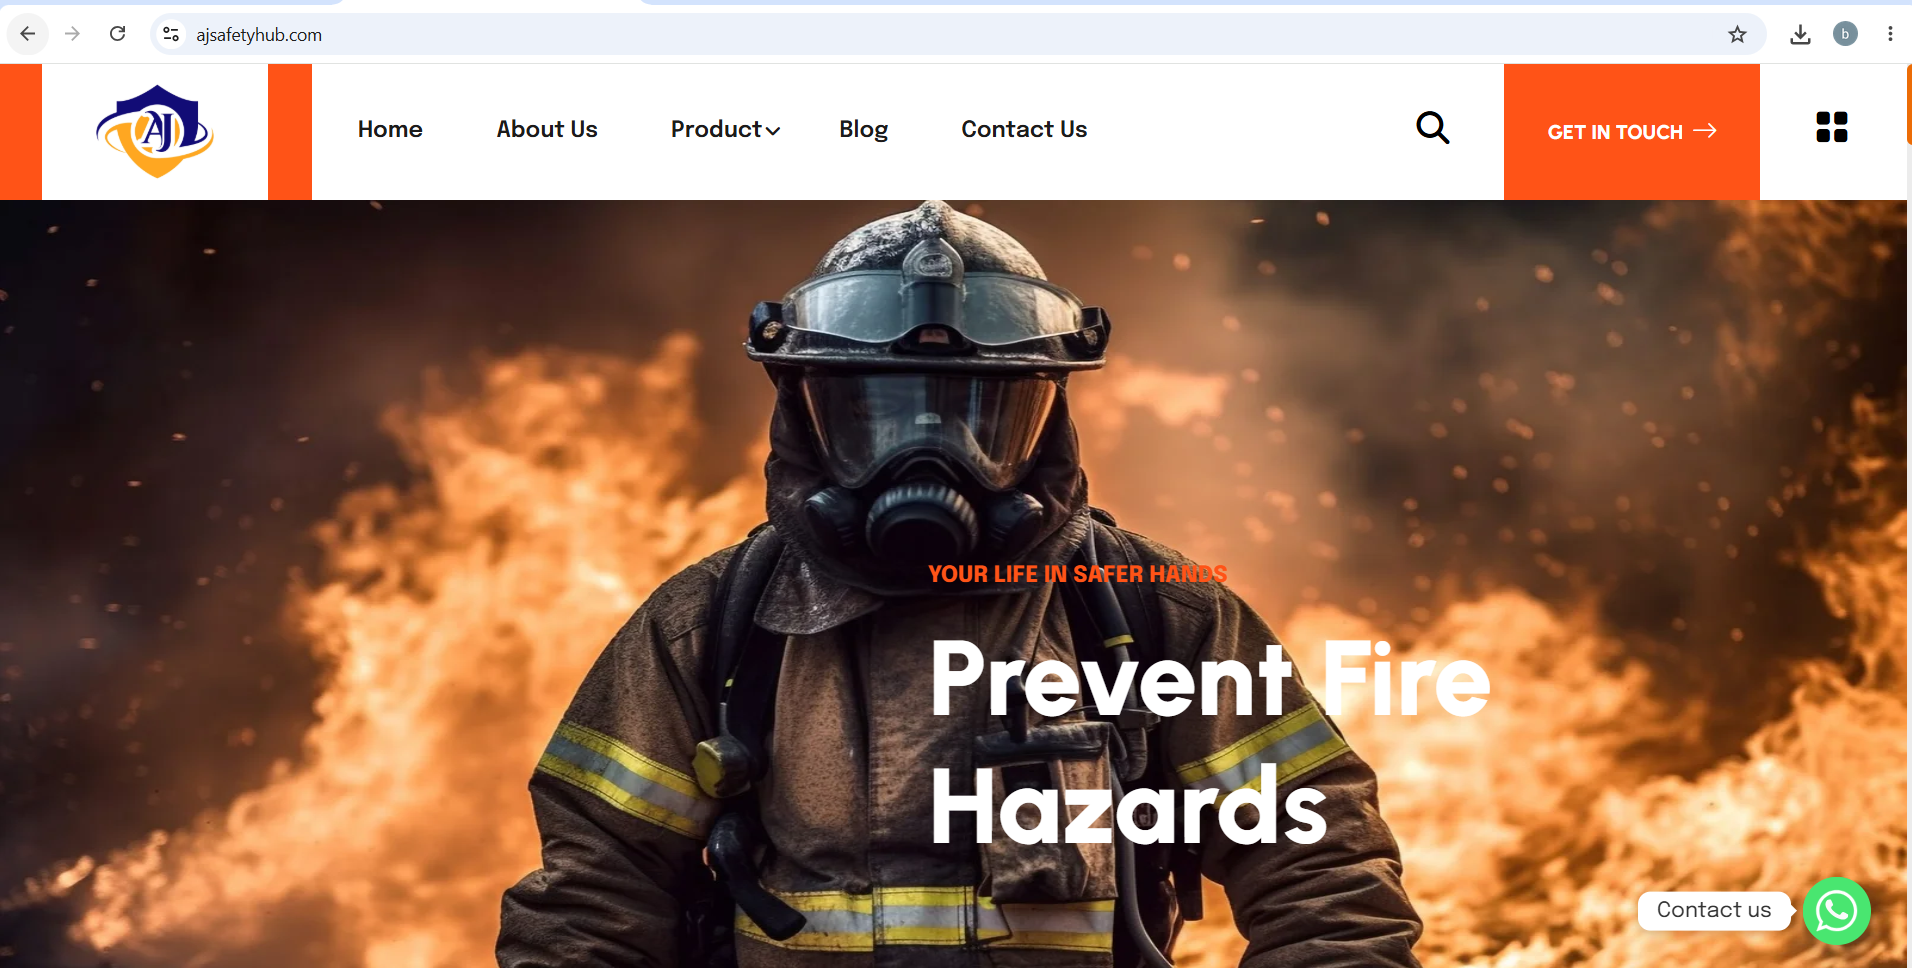 ajsafetyhub.com
b
AJ
Home
About Us
Product
Blog
Contact Us
GET IN TOUCH
YOUR LIFE IN SAFER HANDS
Prevent Fire
Hazards
Contact us